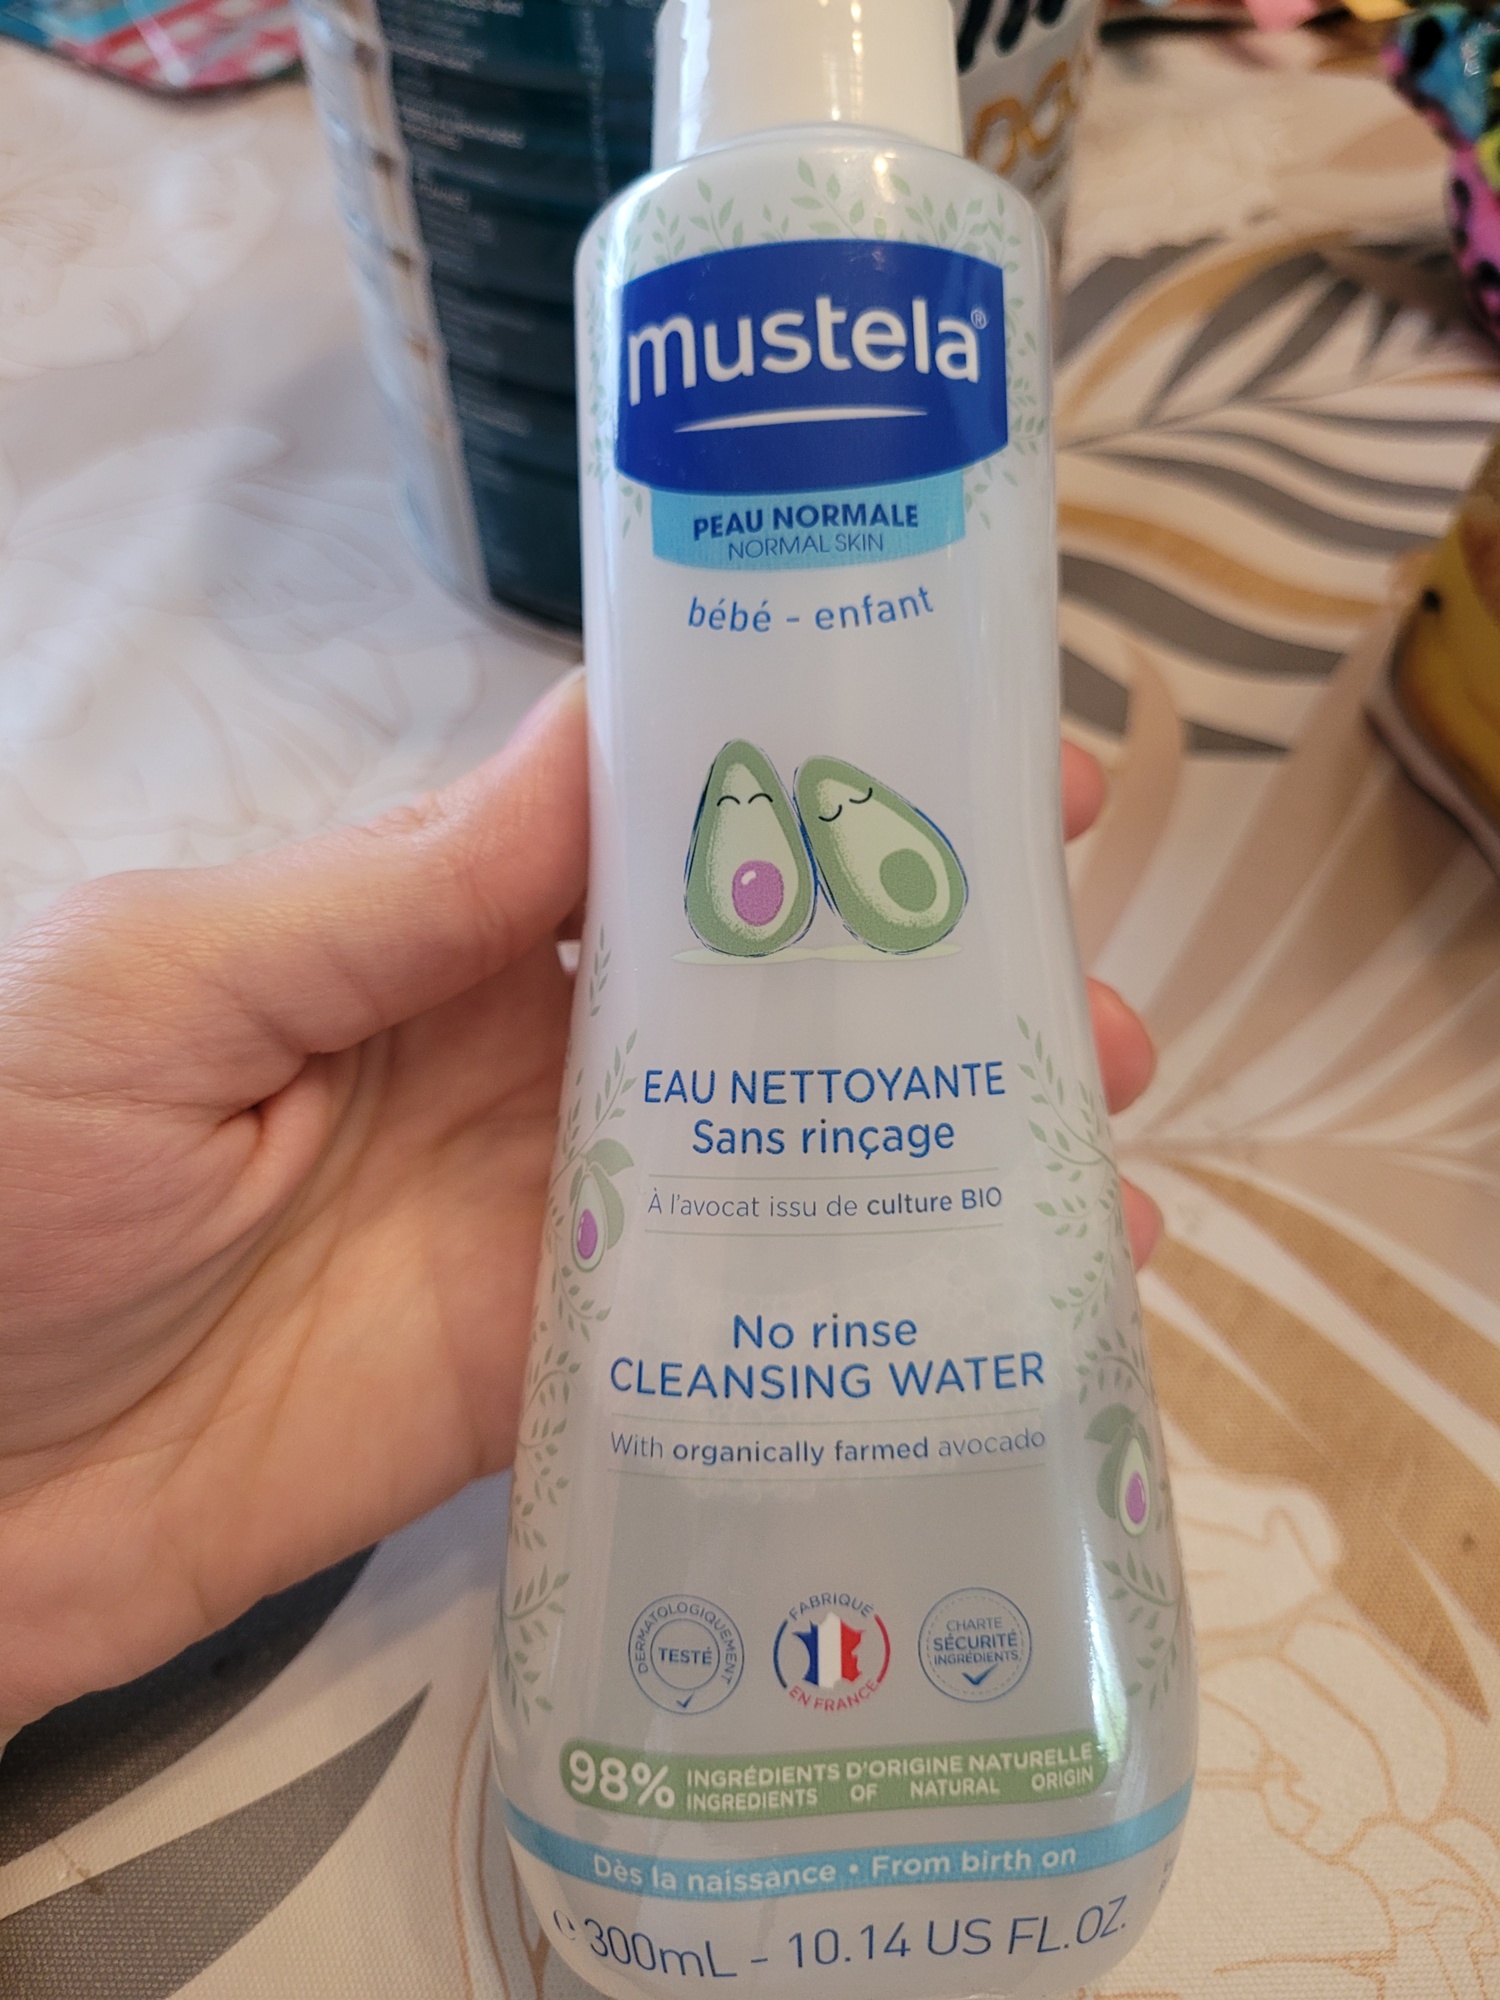 mustela®
PEAU NORMALE
NORMAL SKIN
bébé - enfant
EAU NETTOYANTE
Sans rinçage
À l'avocat issu de culture BIO
No rinse
CLEANSING WATER
With organically farmed avocado
DERMATOLOGIQUEMENT
TESTÉ
FABRIQUÉ
EN FRANCE
CHARTE
SÉCURITÉ
INGRÉDIENTS
98% INGRÉDIENTS D'ORIGINE NATURELLE
INGREDIENTS OF NATURAL ORIGIN
Dès la naissance • From birth on
e 300mL - 10.14 US FL.OZ.